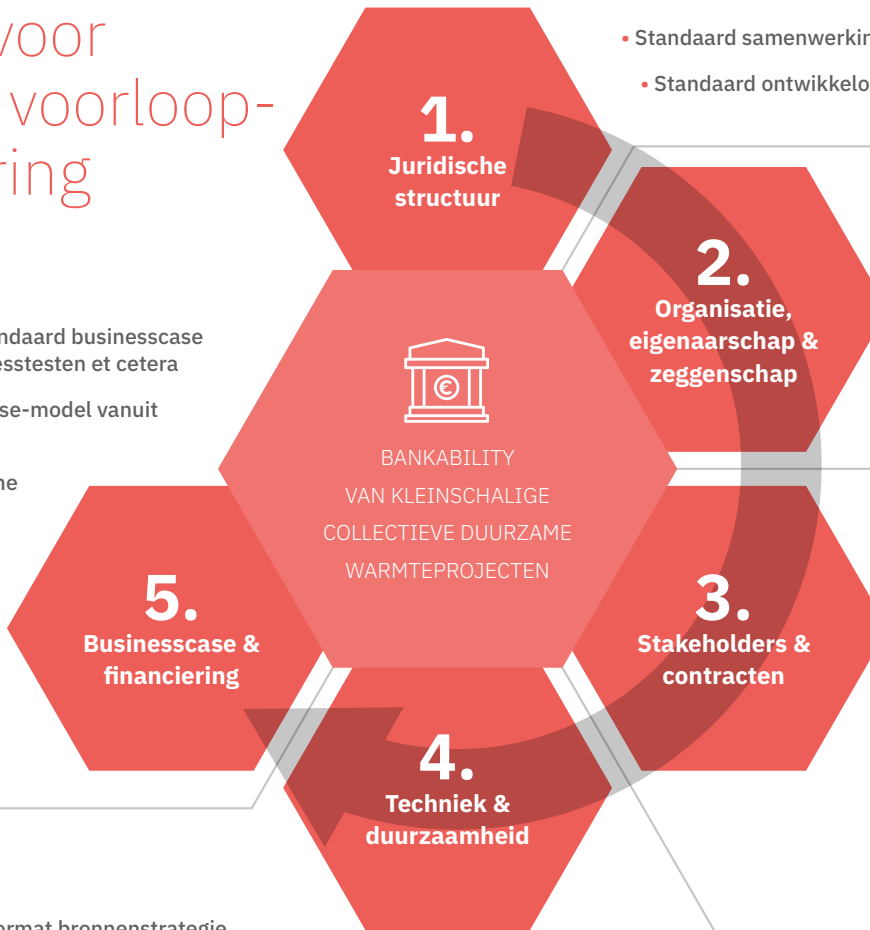 voor
voorloop-
ring
• Standaard samenwerkin
• Standaard ontwikkelo
1.
Juridische
structuur
2.
Organisatie,
eigenaarschap &
zeggenschap
ndaard businesscase
esstesten et cetera
se-model vanuit
ne
€
BANKABILITY
VAN KLEINSCHALIGE
COLLECTIEVE DUURZAME
WARMTEPROJECTEN
3.
Stakeholders &
contracten
4.
Techniek &
duurzaamheid
5.
Businesscase &
financiering
ormat bronnenstrategie